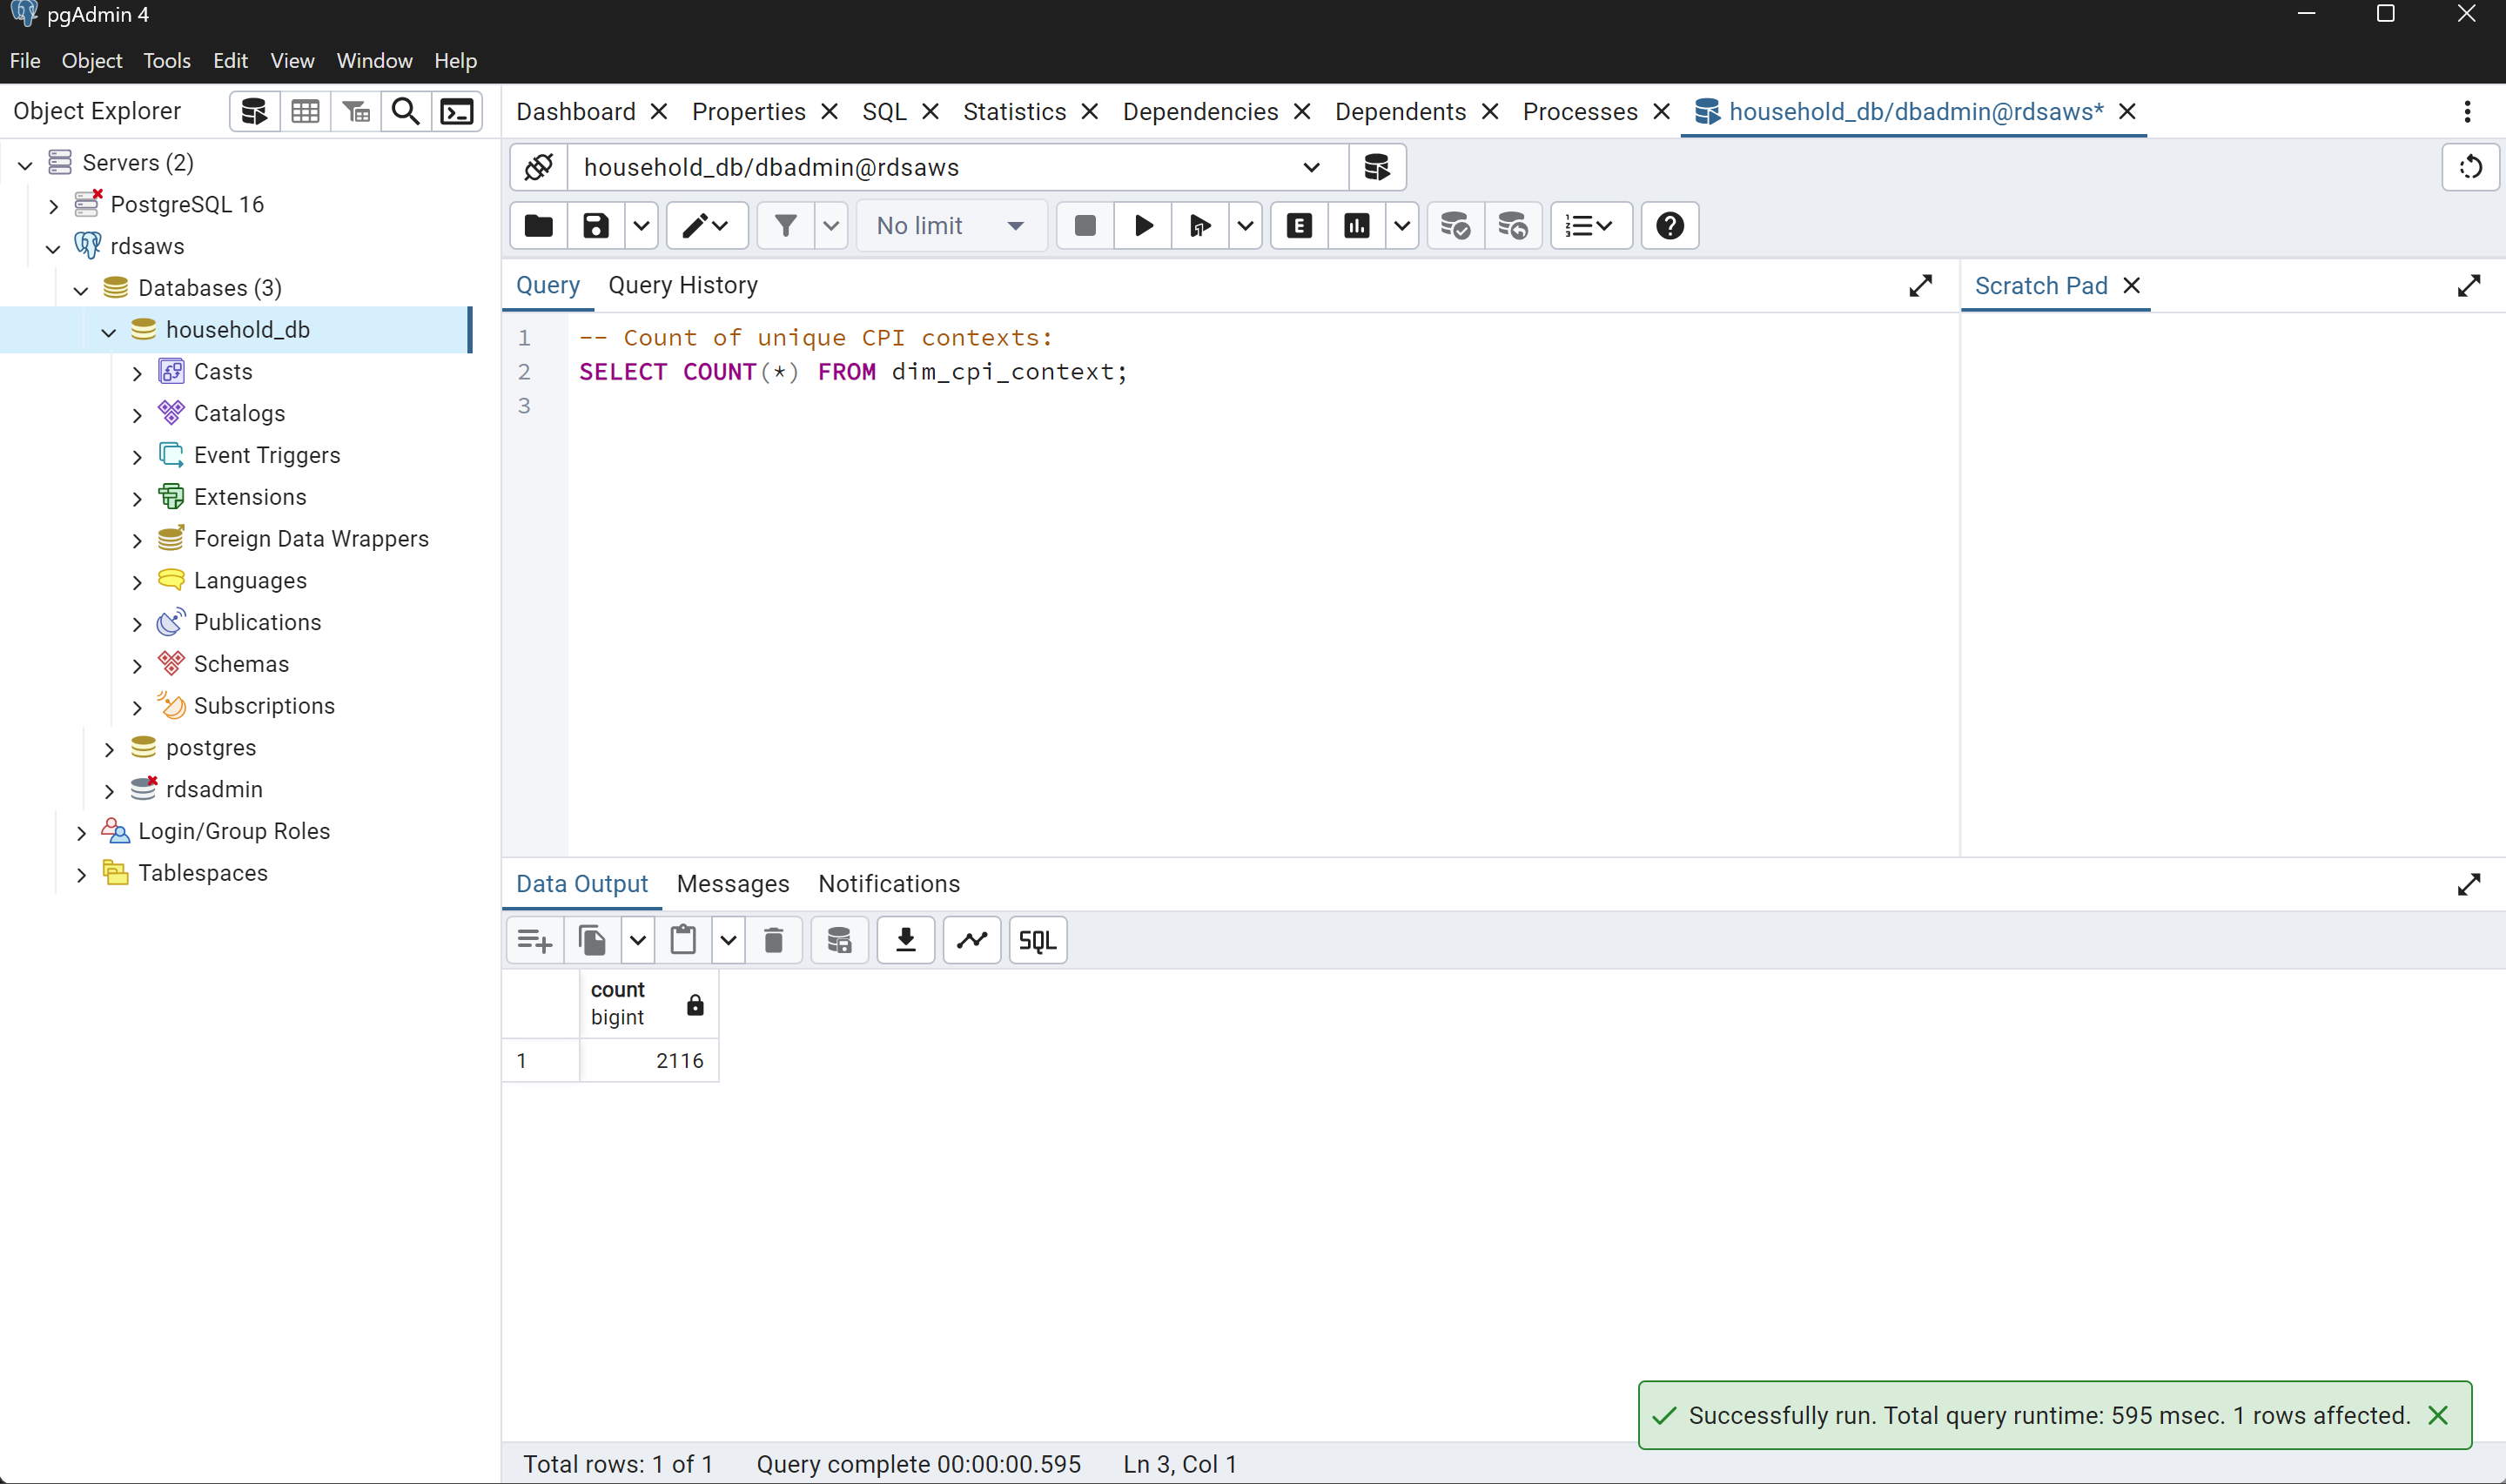 pgAdmin 4
File Object Tools Edit View Window Help
Object Explorer
Dashboard Properties SQL Statistics Dependencies Dependents Processes household_db/dbadmin@rdsaws*
Servers (2)
PostgreSQL 16
rdsaws
Databases (3)
household_db
Casts
Catalogs
Event Triggers
Extensions
Foreign Data Wrappers
Languages
Publications
Schemas
Subscriptions
postgres
rdsadmin
Login/Group Roles
Tablespaces
household_db/dbadmin@rdsaws
No limit
E
Query Query History
Scratch Pad
1 -- Count of unique CPI contexts:
2 SELECT COUNT(*) FROM dim_cpi_context;
3
Data Output Messages Notifications
SQL
count
bigint
1 2116
Successfully run. Total query runtime: 595 msec. 1 rows affected.
Total rows: 1 of 1 Query complete 00:00:00.595 Ln 3, Col 1